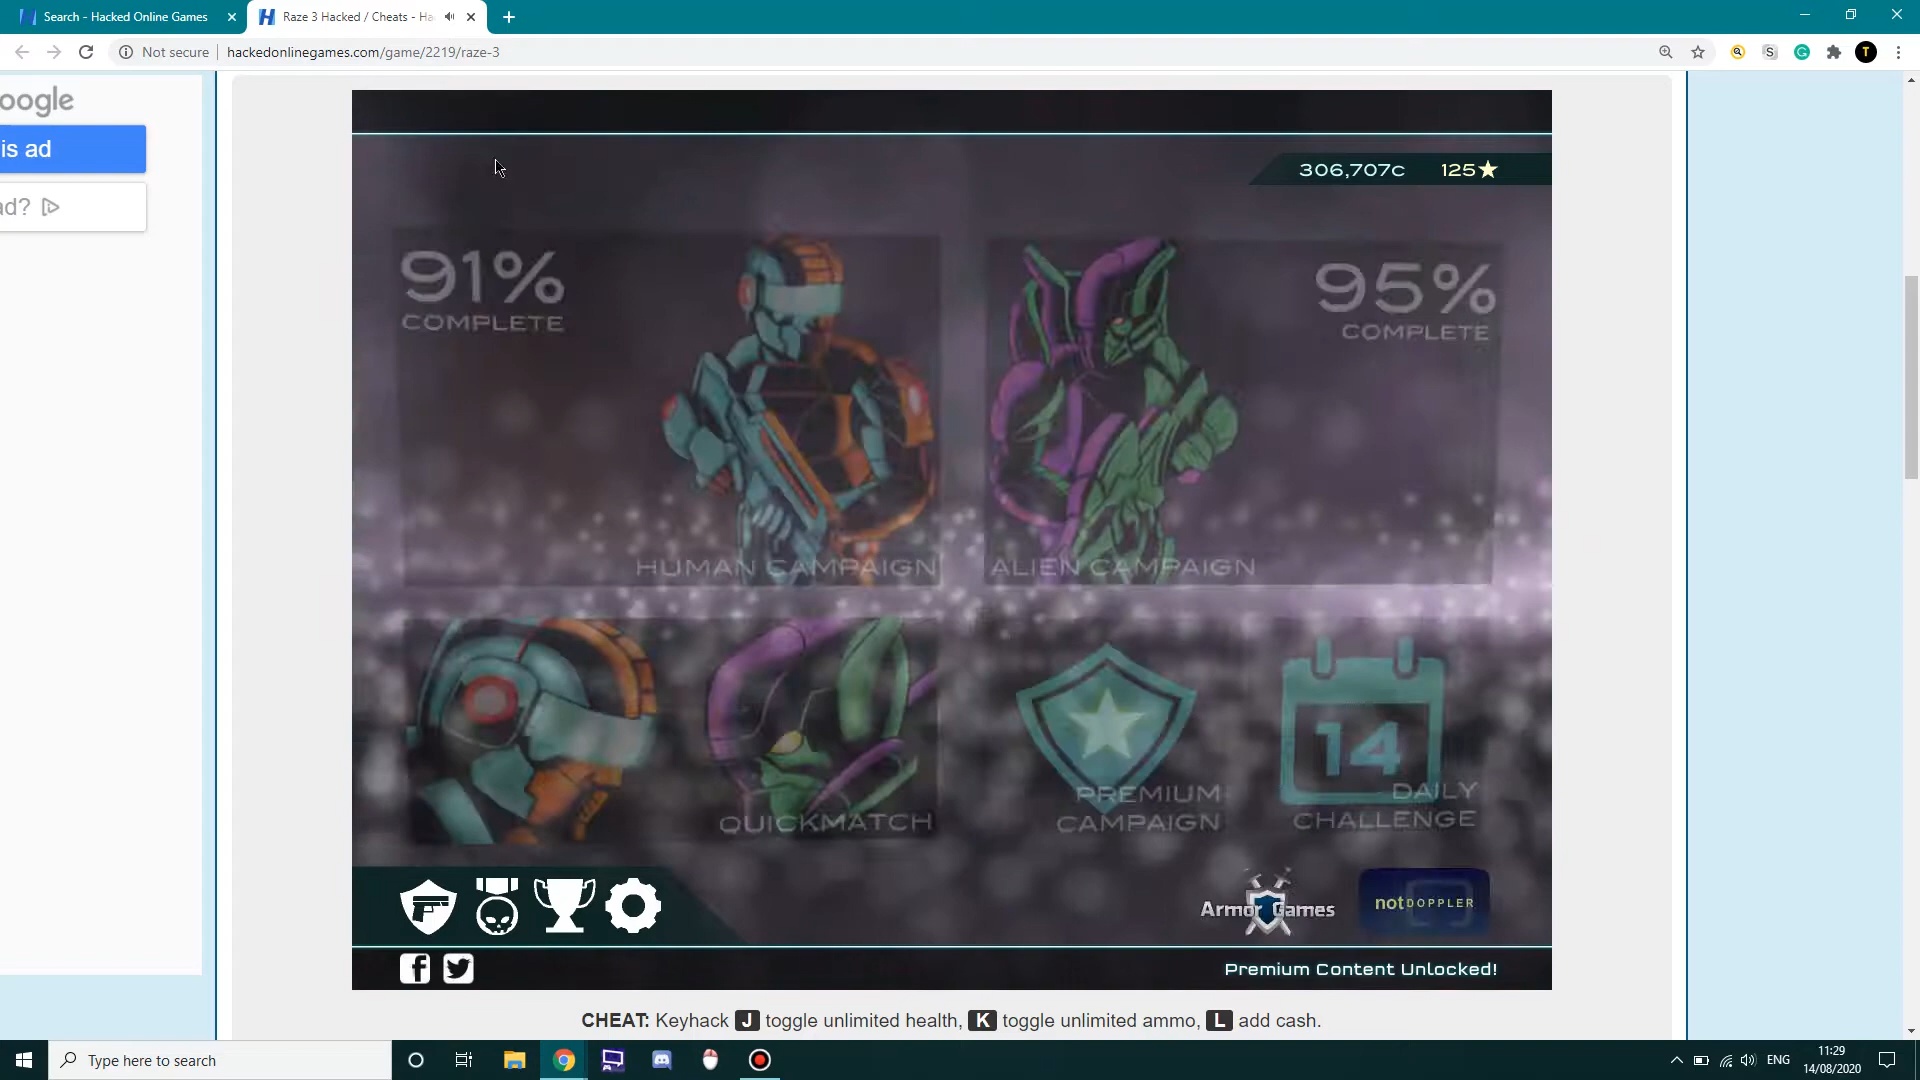 Search - Hacked Online Games
Raze 3 Hacked / Cheats - Ha
Not secure
hackedonlinegames.com/game/2219/raze-3
T
oogle
is ad
ad?
306,707c 125★
91%
COMPLETE
95%
COMPLETE
HUMAN CAMPAIGN
ALIEN CAMPAIGN
QUICKMATCH
PREMIUM
CAMPAIGN
14
DAILY
CHALLENGE
Armor Games
notDOPPLER
Premium Content Unlocked!
CHEAT: Keyhack J toggle unlimited health, K toggle unlimited ammo, L add cash.
Type here to search
ENG
11:29
14/08/2020